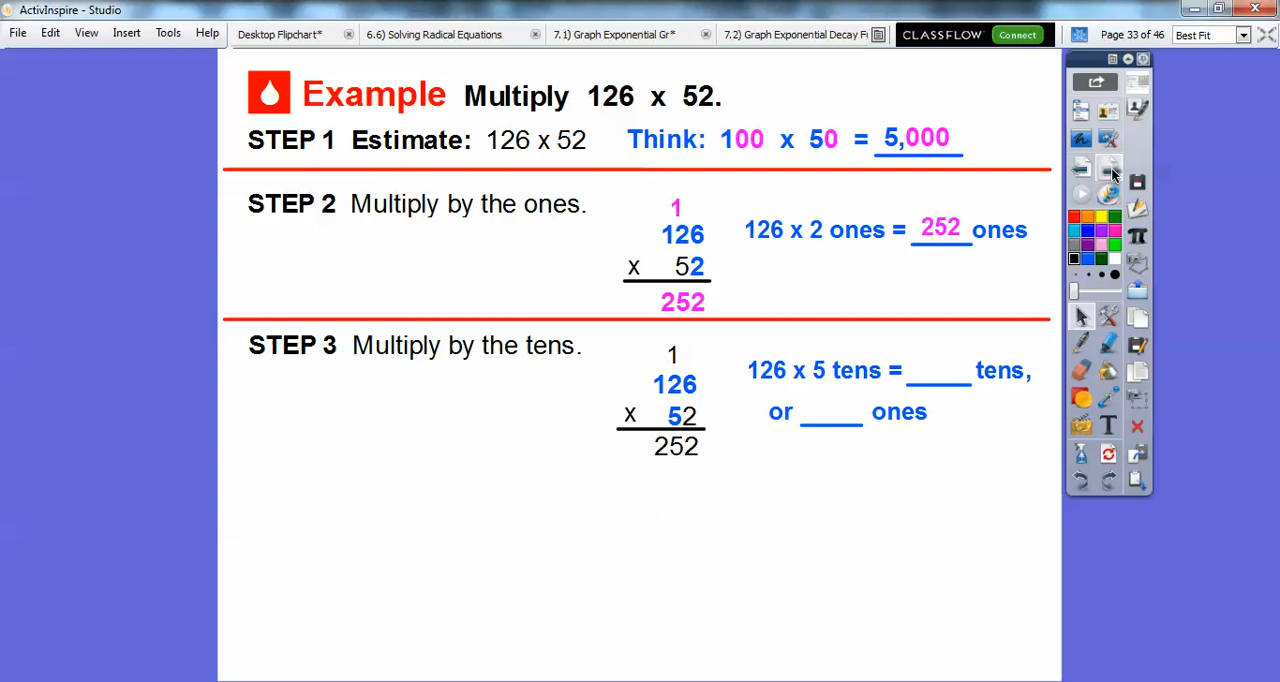 ActivInspire - Studio
File Edit View Insert Tools Help Desktop Flipchart* 6.6) Solving Radical Equations 7.1) Graph Exponential Gr* 7.2) Graph Exponential Decay F CLASSFLOW Connect Page 33 of 46 Best Fit
Example Multiply 126 x 52.
STEP 1 Estimate: 126 x 52 Think: 100 x 50 = 5,000
STEP 2 Multiply by the ones.
1
126
x 52
252
126 x 2 ones = 252 ones
STEP 3 Multiply by the tens.
1
126
x 52
252
126 x 5 tens = _____ tens,
or _____ ones